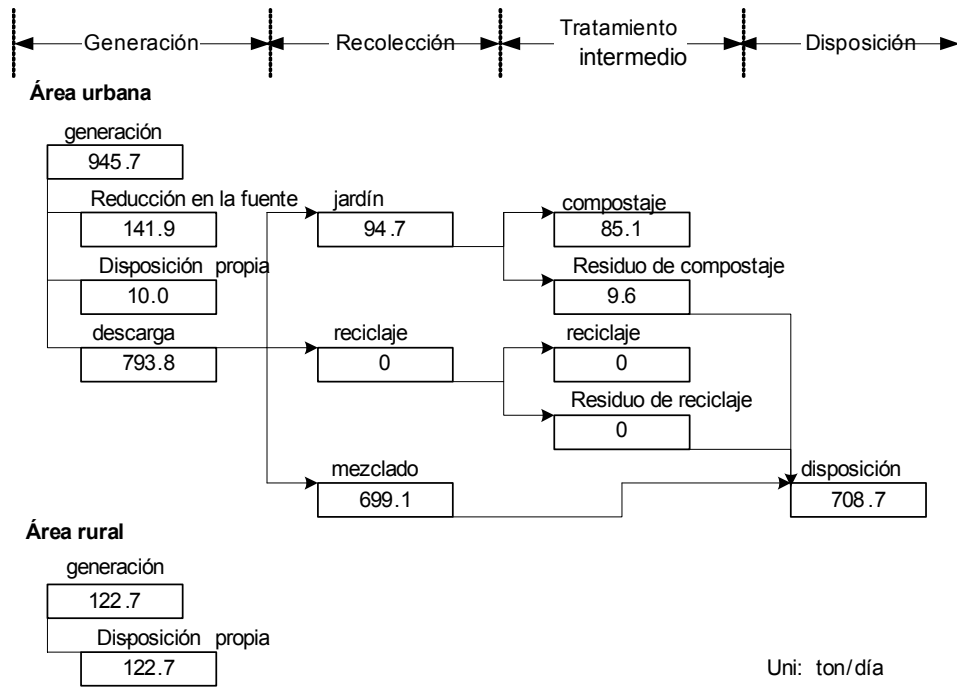 Generación Recolección Tratamiento intermedio Disposición
Área urbana
generación
945.7
Reducción en la fuente
141.9
Disposición propia
10.0
descarga
793.8
jardín
94.7
reciclaje
0
mezclado
699.1
compostaje
85.1
Residuo de compostaje
9.6
reciclaje
0
Residuo de reciclaje
0
disposición
708.7
Área rural
generación
122.7
Disposición propia
122.7
Uni: ton/día